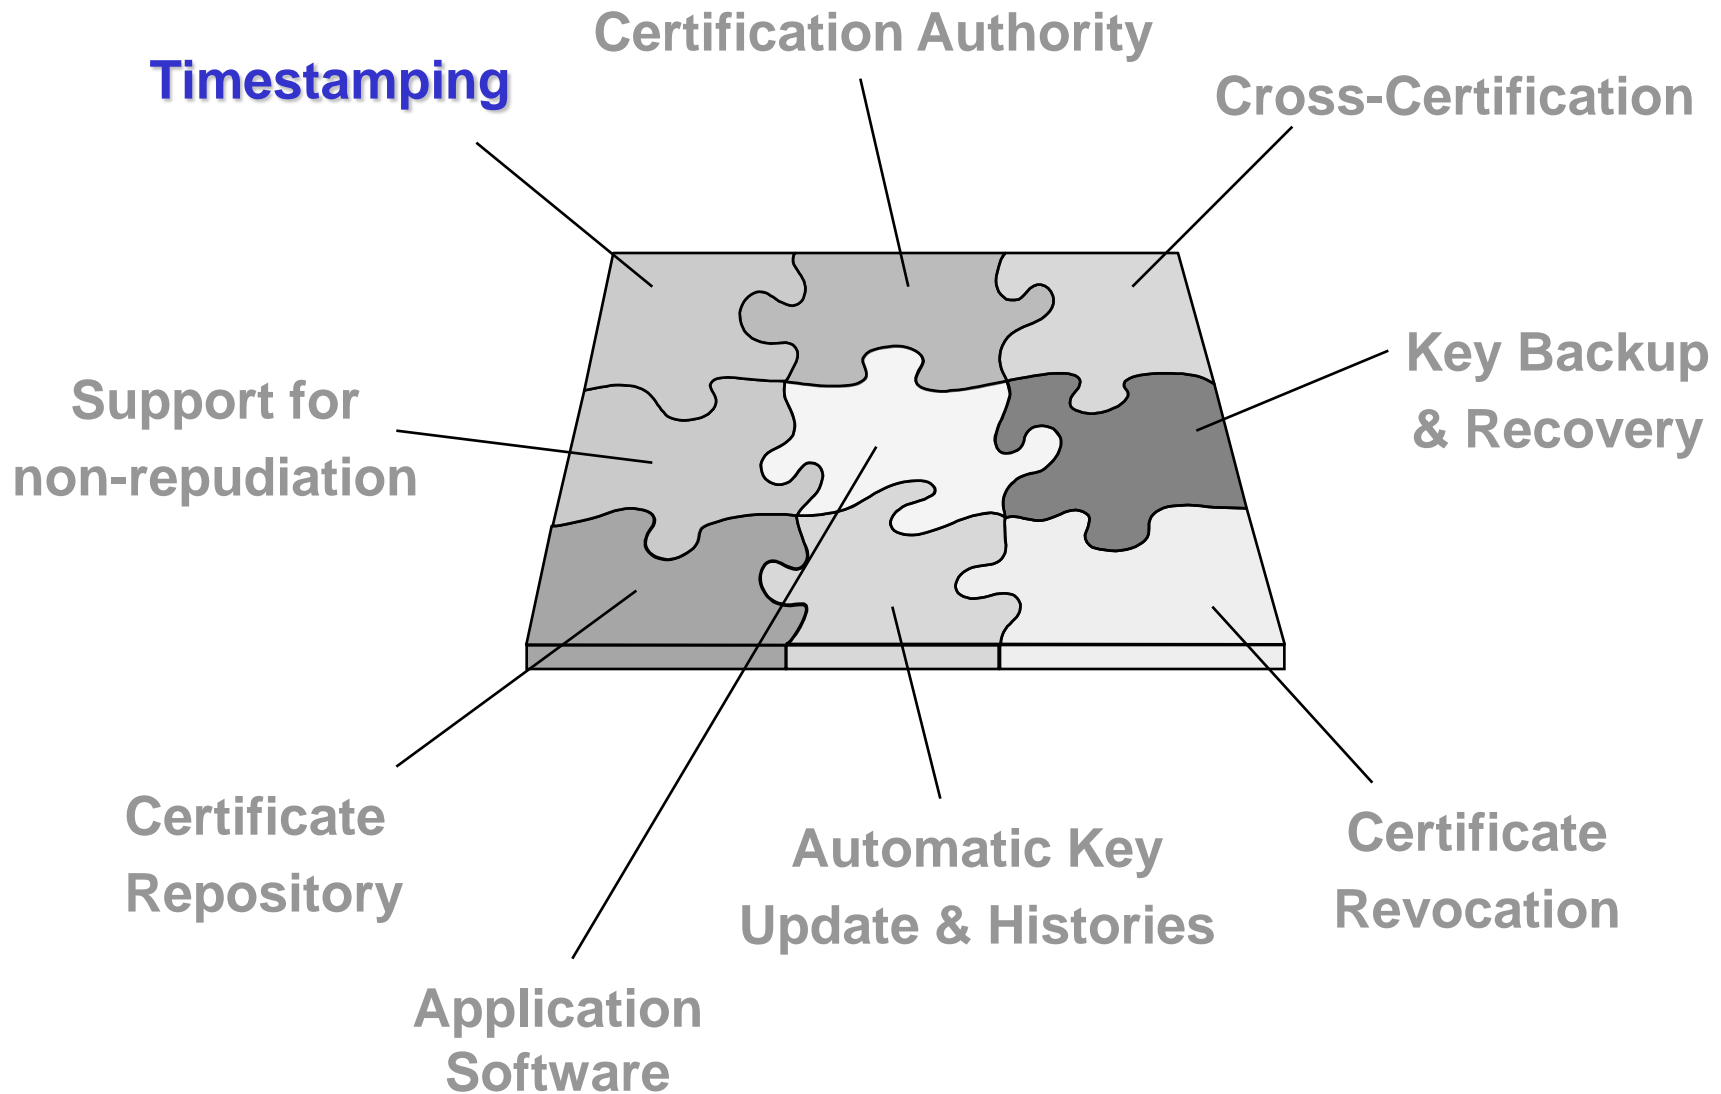 Certification Authority
Timestamping
Cross-Certification
Key Backup
& Recovery
Support for
non-repudiation
Certificate
Repository
Automatic Key
Update & Histories
Certificate
Revocation
Application
Software